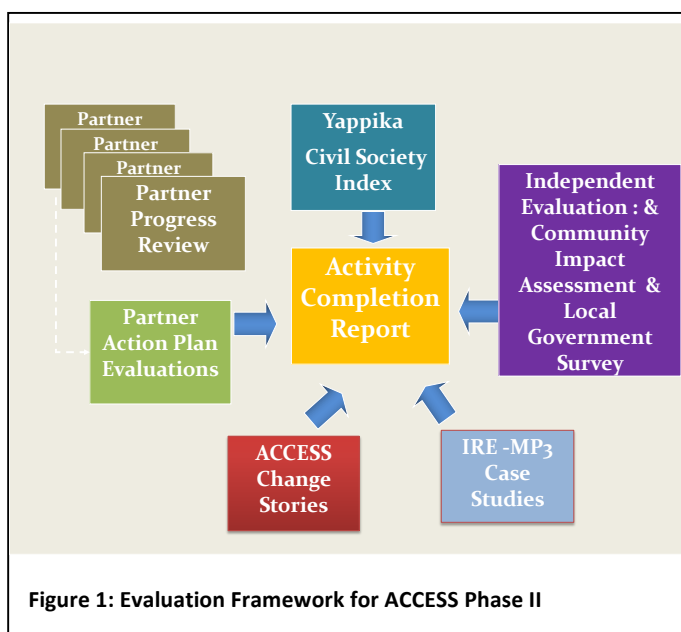 Partner
Partner
Partner
Partner
Progress
Review
Yappika
Civil Society
Index
Independent
Evaluation : &
Community
Impact
Assessment &
Local
Government
Survey
Activity
Completion
Report
Partner
Action Plan
Evaluations
ACCESS
Change
Stories
IRE -MP3
Case
Studies
Figure 1: Evaluation Framework for ACCESS Phase II